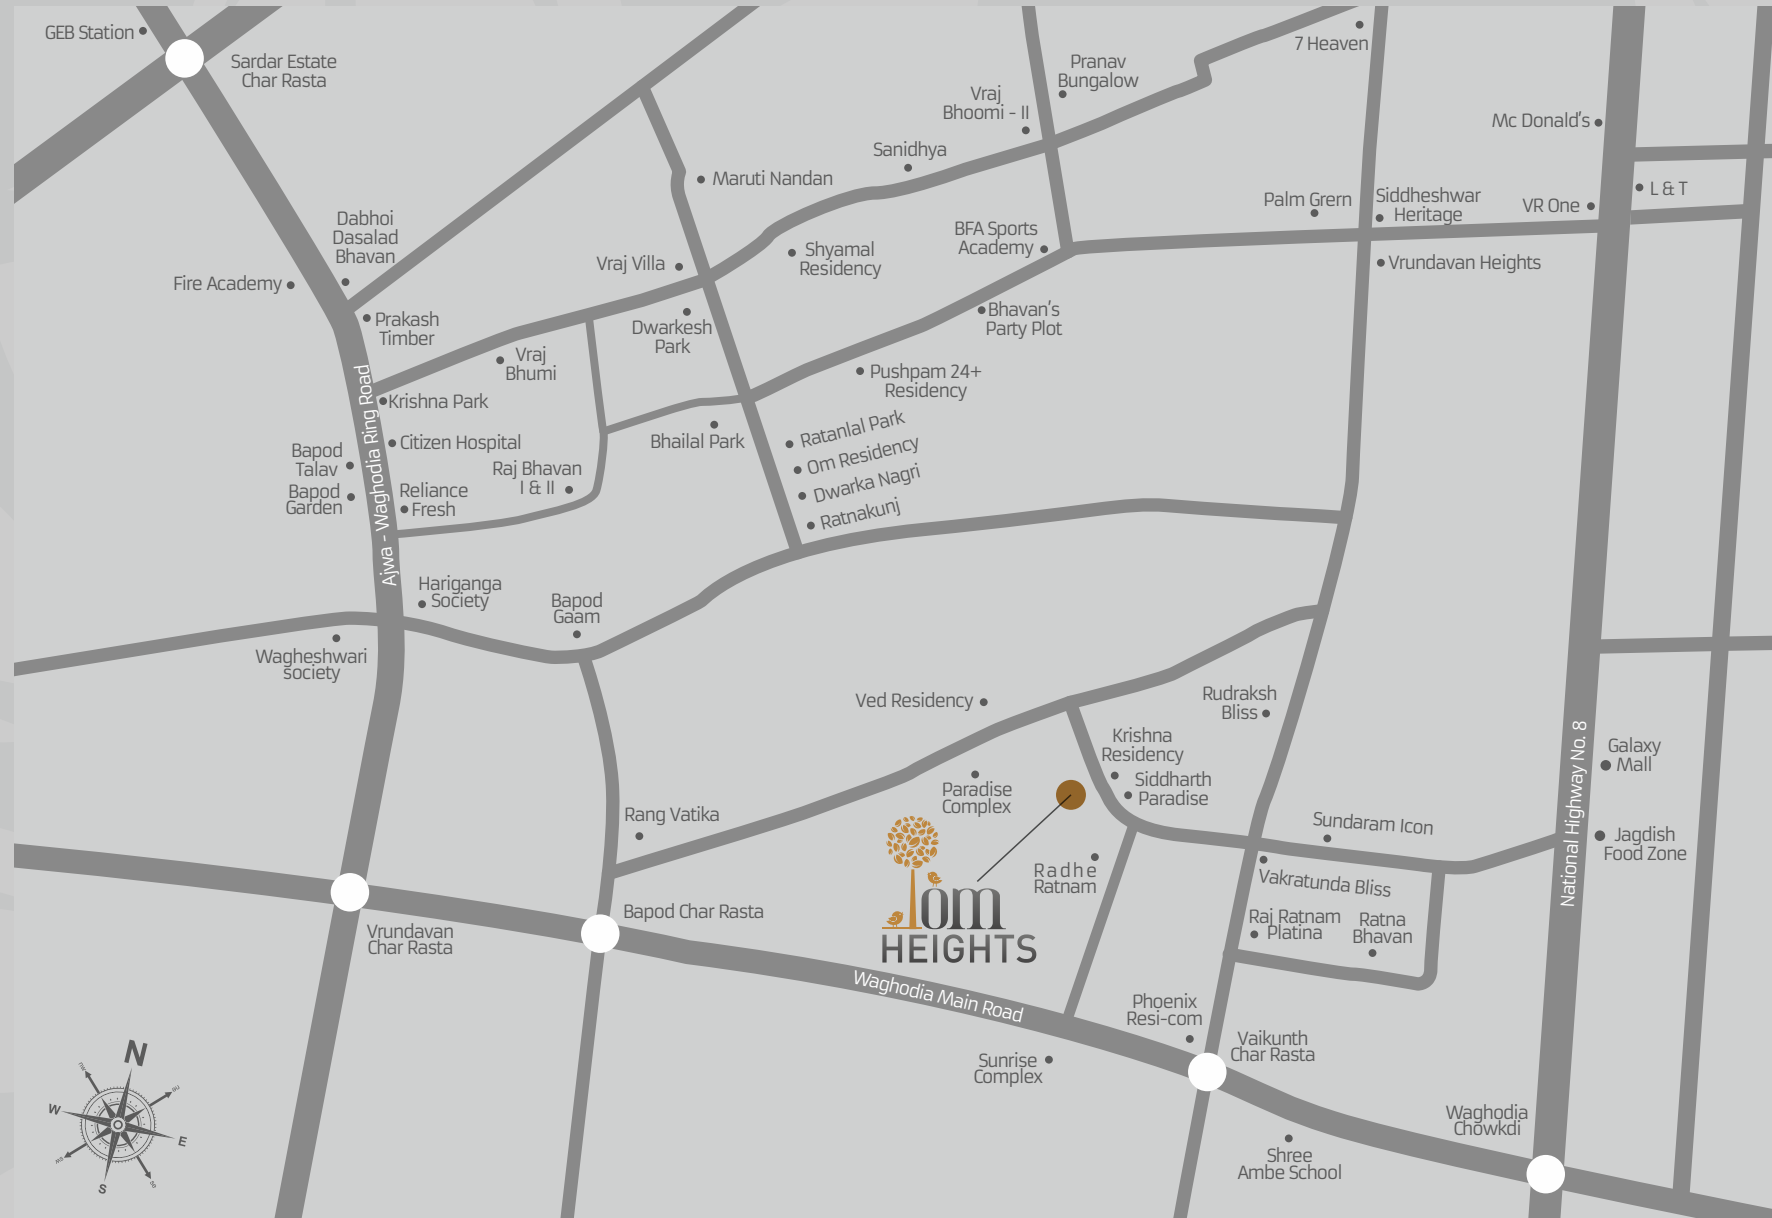 GEB Station
Sardar Estate
Char Rasta
7 Heaven
Pranav
Bungalow
Vraj
Bhoomi - II
Mc Donald's
Sanidhya
Maruti Nandan
L & T
Palm Grern
Siddheshwar
Heritage
VR One
Dabhoi
Dasalad
Bhavan
BFA Sports
Academy
Shyamal
Residency
Vraj Villa
Vrundavan Heights
Fire Academy
Prakash
Timber
Dwarkesh
Park
Bhavan's
Party Plot
Vraj
Bhumi
Pushpam 24+
Residency
Krishna Park
Ajwa - Waghodia Ring Road
Citizen Hospital
Bhailal Park
Ratanlal Park
Om Residency
Dwarka Nagri
Ratnakunj
Bapod
Talav
Bapod
Garden
Raj Bhavan
I & II
Reliance
Fresh
Hariganga
Society
Bapod
Gaam
Wagheshwari
society
Ved Residency
Rudraksh
Bliss
Krishna
Residency
Siddharth
Paradise
National Highway No. 8
Galaxy
Mall
Paradise
Complex
Rang Vatika
Sundaram Icon
Jagdish
Food Zone
Radhe
Ratnam
Vakratunda Bliss
om
HEIGHTS
Bapod Char Rasta
Raj Ratnam
Platina
Ratna
Bhavan
Vrundavan
Char Rasta
Waghodia Main Road
Phoenix
Resi-com
Vaikunth
Char Rasta
Sunrise
Complex
Waghodia
Chowkdi
Shree
Ambe School
N
W
E
S